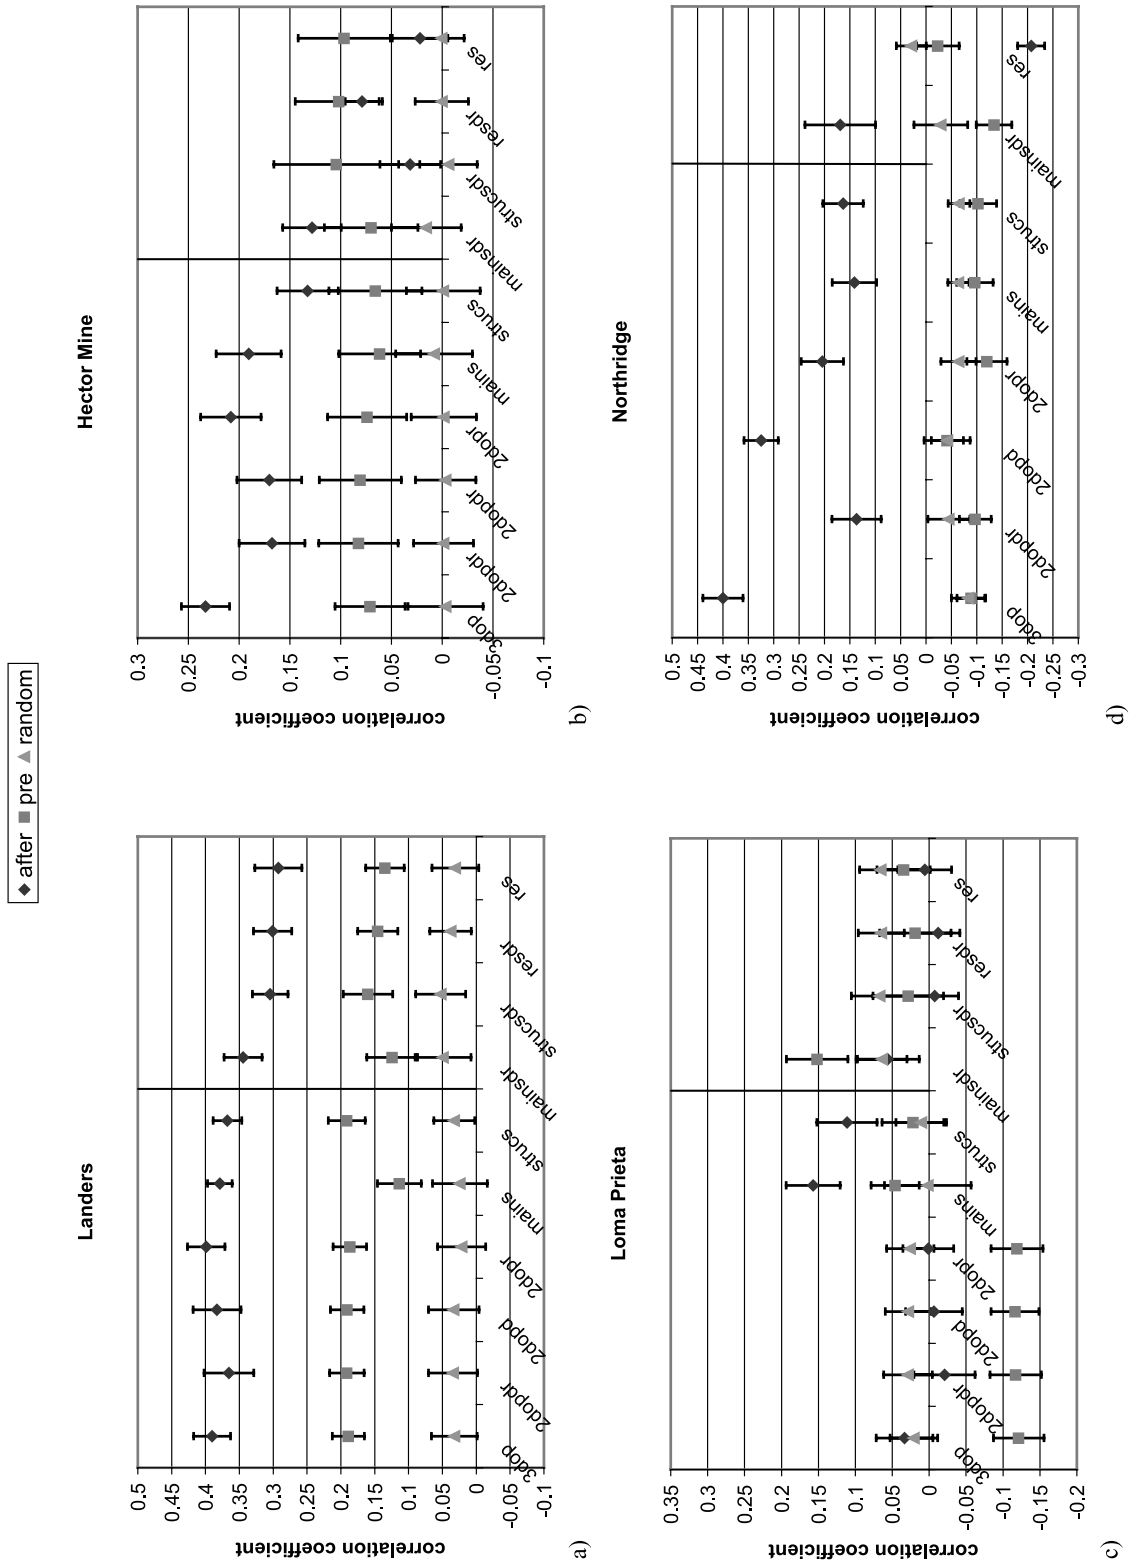 after pre random
Landers
correlation coefficient
0.5
0.45
0.4
0.35
0.3
0.25
0.2
0.15
0.1
0.05
0
-0.05
-0.1
3dop
2dopdr
2dopd
2dopr
mains
strucs
mainsdr
strucsdr
resdr
res
a)
Hector Mine
correlation coefficient
0.3
0.25
0.2
0.15
0.1
0.05
0
-0.05
-0.1
3dop
2dopdr
2dopdr
2dopr
mains
strucs
mainsdr
strucsdr
resdr
res
b)
Loma Prieta
correlation coefficient
0.35
0.3
0.25
0.2
0.15
0.1
0.05
0
-0.05
-0.1
-0.15
-0.2
3dop
2dopdr
2dopd
2dopr
mains
strucs
mainsdr
strucsdr
resdr
res
c)
Northridge
correlation coefficient
0.5
0.45
0.4
0.35
0.3
0.25
0.2
0.15
0.1
0.05
0
-0.05
-0.1
-0.15
-0.2
-0.25
-0.3
3dop
2dopdr
2dopd
2dopr
mains
strucs
mainsdr
res
d)